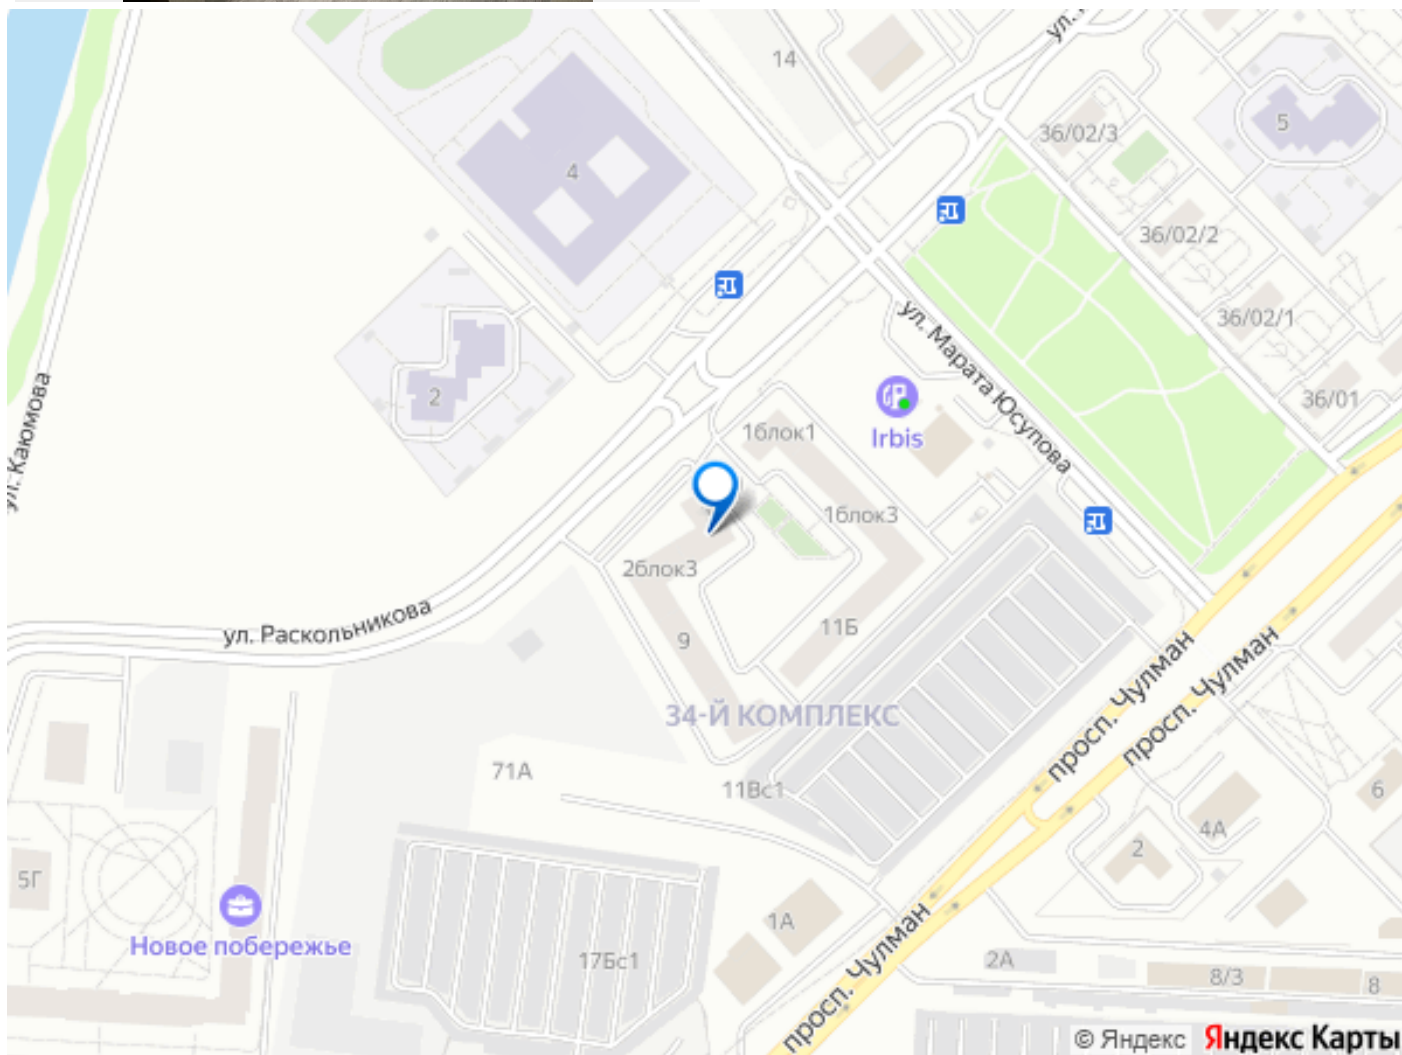 14
ул.
36/02/3
5
4
36/02/2
36/02/1
ул. Марата Юсупова
ул. Каюмова
2
36/01
Irbis
1блок1
1блок3
2блок3
ул. Раскольникова
9
11Б
34-Й КОМПЛЕКС
просп. Чулман
просп. Чулман
71А
11Вс1
6
4А
2
5Г
1А
Новое побережье
17Бс1
просп. Чулман
2А
8/3
8
© Яндекс Яндекс Карты